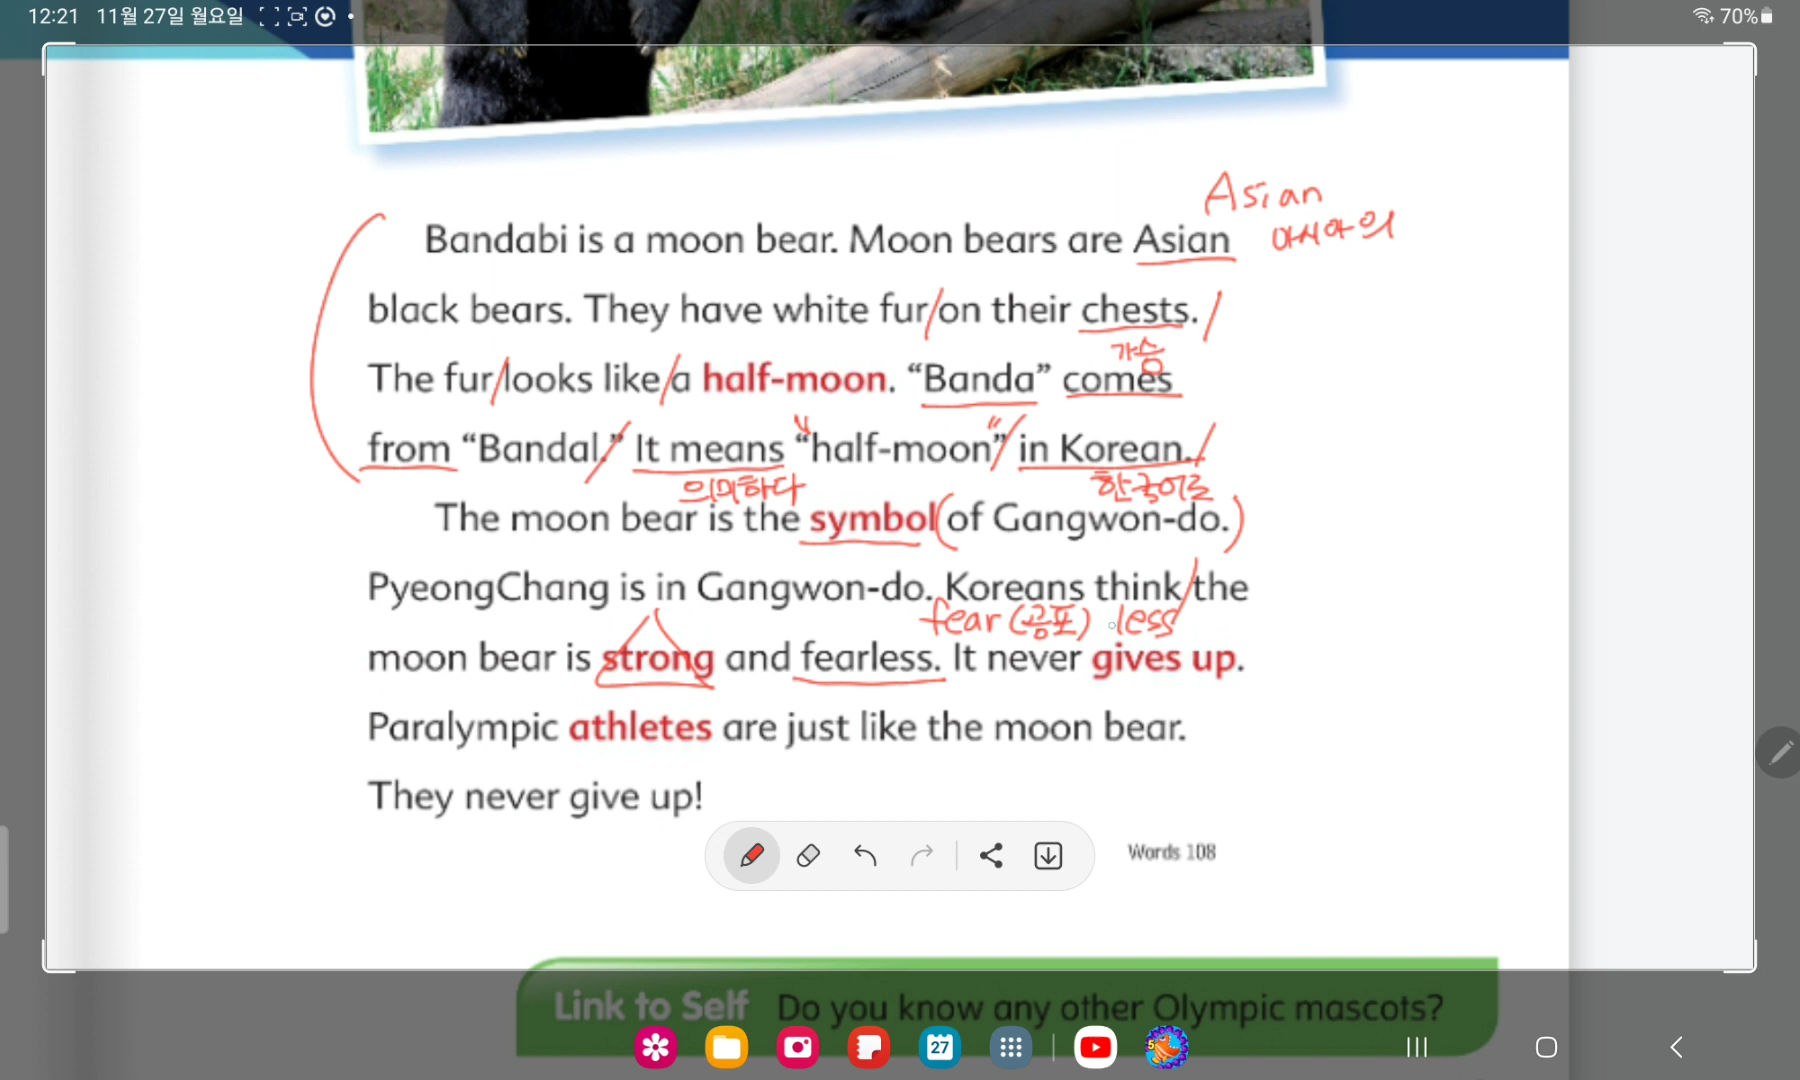 12:21 11월 27일 월요일
70%
Asian
아시아의
Bandabi is a moon bear. Moon bears are Asian
black bears. They have white fur on their chests.
가슴
The fur looks like a half-moon. “Banda” comes
from “Bandal.” It means “half-moon” in Korean.
의미하다 한국어로
The moon bear is the symbol of Gangwon-do.
PyeongChang is in Gangwon-do. Koreans think the
fear (공포) less
moon bear is strong and fearless. It never gives up.
Paralympic athletes are just like the moon bear.
They never give up!
Words 108
Link to Self Do you know any other Olympic mascots?
27
5